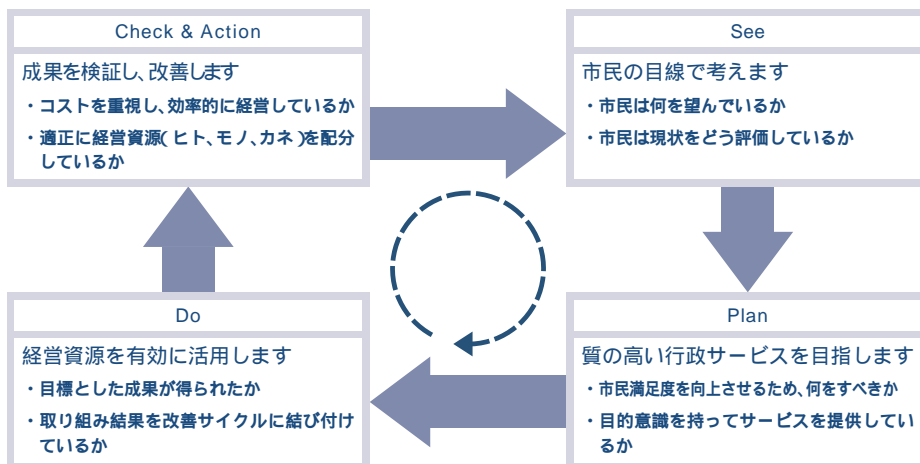 Check & Action
成果を検証し、改善します
・コストを重視し、効率的に経営しているか
・適正に経営資源(ヒト、モノ、カネ)を配分
しているか
See
市民の目線で考えます
・市民は何を望んでいるか
・市民は現状をどう評価しているか
Do
経営資源を有効に活用します
・目標とした成果が得られたか
・取り組み結果を改善サイクルに結び付け
ているか
Plan
質の高い行政サービスを目指します
・市民満足度を向上させるため、何をすべきか
・目的意識を持ってサービスを提供してい
るか